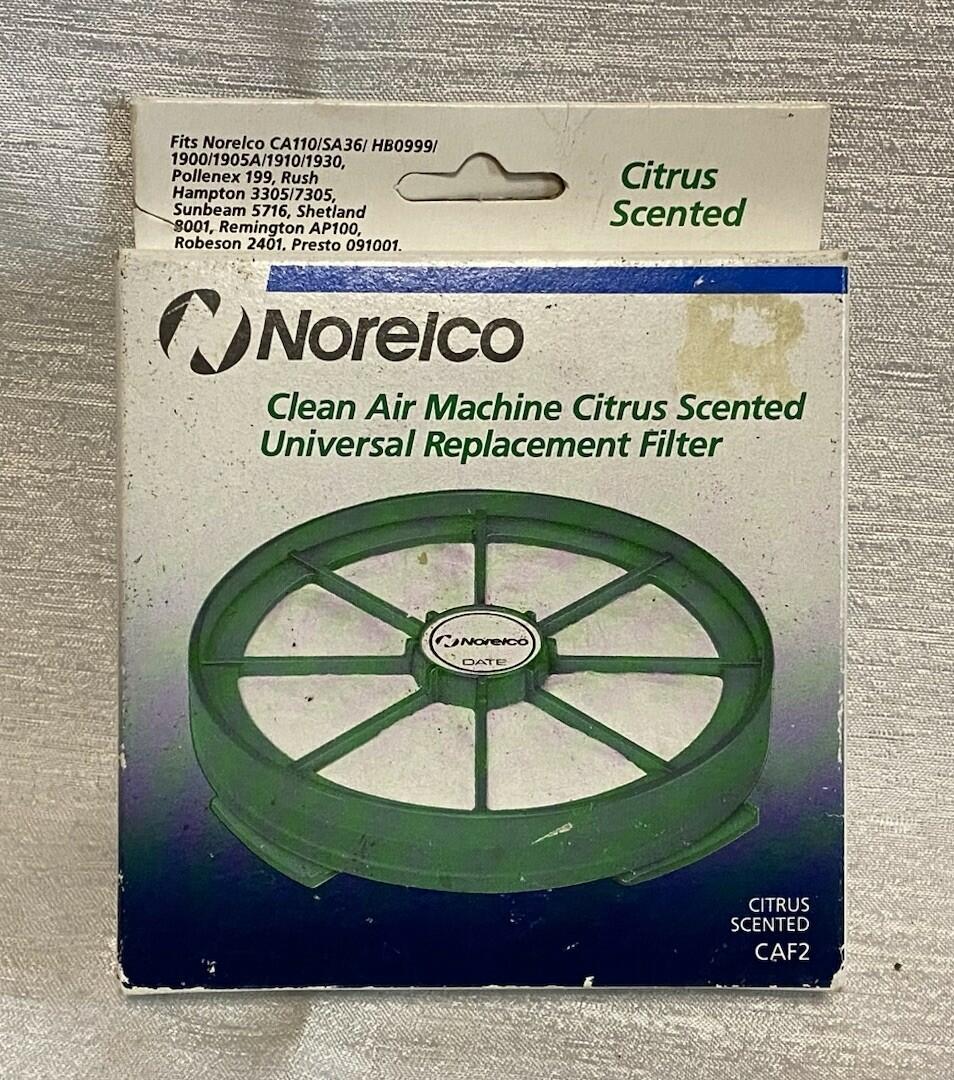 Fits Norelco CA110/SA36/ HB0999/
1900/1905A/1910/1930,
Pollenex 199, Rush
Hampton 3305/7305,
Sunbeam 5716, Shetland
8001, Remington AP100,
Robeson 2401, Presto 091001.
Citrus
Scented
Norelco
Clean Air Machine Citrus Scented
Universal Replacement Filter
Norelco
DATE
CITRUS
SCENTED
CAF2